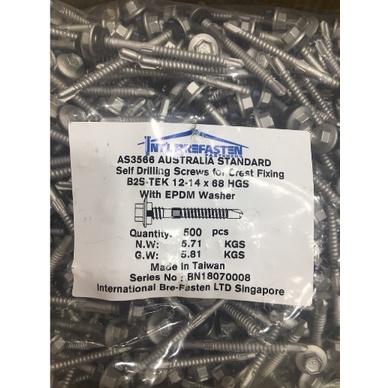 INTL BREFASTEN
AS3566 AUSTRALIA STANDARD
Self Drilling Screws for Crest Fixing
B2S-TEK 12-14 x 68 HGS
With EPDM Washer
Quantity: 500 pcs
N.W: 5.71 KGS
G.W: 5.81 KGS
Made in Taiwan
Series No : BN18070008
International Bre-Fasten LTD Singapore